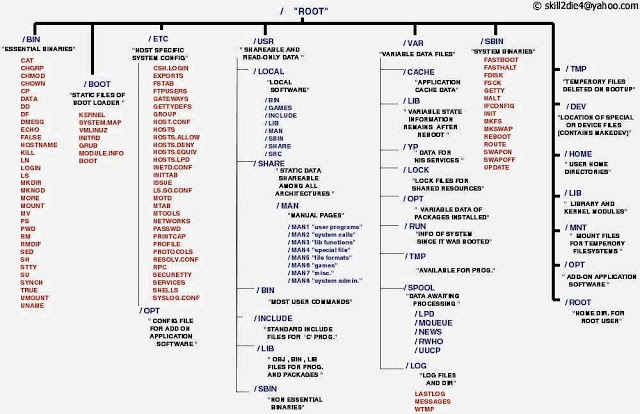 © skill2die4@yahoo.com
/ "ROOT"
/ BIN
"ESSENTIAL BINARIES"
CAT
CHGRP
CHMOD
CHOWN
CP
DATA
DD
DF
DMESG
ECHO
FALSE
HOSTNAME
KILL
LN
LOGIN
LS
MKDIR
MKNOD
MORE
MOUNT
MV
PS
PWD
RM
RMDIF
SED
SH
STTY
SU
SYNCH
TRUE
UMOUNT
UNAME
/ BOOT
"STATIC FILES OF
BOOT LOADER "
KERNEL
SYSTEM.MAP
VMLINUZ
INITRD
GRUB
MODULE.INFO
BOOT
/ ETC
"HOST SPECIFIC
SYSTEM CONFIG"
CSH.LOGIN
EXPORTS
FSTAB
FTPUSERS
GATEWAYS
GETTYDEFS
GROUP
HOST.CONF
HOSTS
HOSTS.ALLOW
HOSTS.DENY
HOSTS.EQUIV
HOSTS.LPD
INETD.CONF
INITTAB
ISSUE
LS.SO.CONF
MOTD
MTAB
MTOOLS
NETWORKS
PASSWD
PRINTCAP
PROFILE
PROTOCOLS
RESOLV.CONF
RPC
SECURETTY
SERVICES
SHELLS
SYSLOG.CONF
/ OPT
" CONFIG FILE
FOR ADD ON
APPLICATION
SOFTWARE "
/ USR
"SHAREABLE AND
READ-ONLY DATA"
/ LOCAL
"LOCAL
SOFTWARE"
/ BIN
/ GAMES
/ INCLUDE
/ LIB
/ MAN
/ SBIN
/ SHARE
/ SRC
/ SHARE
"STATIC DATA
SHAREABLE
AMONG ALL
ARCHITECTURES "
/ MAN
"MANUAL PAGES"
/ MAN1 "user programs"
/ MAN2 "system calls"
/ MAN3 "lib functions"
/ MAN4 "special file"
/ MAN5 "file formats"
/ MAN6 "games"
/ MAN7 "misc."
/ MAN8 "system admin."
/ BIN
"MOST USER COMMANDS"
/ INCLUDE
"STANDARD INCLUDE
FILES FOR 'C' PROG."
/ LIB
" OBJ , BIN , LIB
FILES FOR PROG.
AND PACKAGES "
/ SBIN
"NON ESSENTIAL
BINARIES"
/ VAR
"VARIABLE DATA FILES"
/ CACHE
"APPLICATION
CACHE DATA"
/ LIB
"VARIABLE STATE
INFORMATION
REMAINS AFTER
REBOOT "
/ YP
" DATA FOR
NIS SERVICES "
/ LOCK
"LOCK FILES FOR
SHARED RESOURCES"
/ OPT
" VARIABLE DATA OF
PACKAGES INSTALLED"
/ RUN
"INFO OF SYSTEM
SINCE IT WAS BOOTED"
/ TMP
"AVAILABLE FOR PROG."
/ SPOOL
"DATA AWAITING
PROCESSING "
/ LPD
/ MQUEUE
/ NEWS
/ RWHO
/ UUCP
/ LOG
"LOG FILES
AND DIR"
LASTLOG
MESSAGES
WTMP
/ SBIN
"SYSTEM BINARIES"
FASTBOOT
FASTHALT
FDISK
FSCK
GETTY
HALT
IFCONFIG
INIT
MKFS
MKSWAP
REBOOT
ROUTE
SWAPON
SWAPOFF
UPDATE
/ TMP
"TEMPERORY FILES
DELETED ON BOOTUP"
/ DEV
"LOCATION OF SPECIAL
OR DEVICE FILES
[CONTAINS MAKEDEV]"
/ HOME
" USER HOME
DIRECTORIES"
/ LIB
" LIBRARY AND
KERNEL MODULES"
/ MNT
" MOUNT FILES
FOR TEMPERORY
FILESYSTEMS "
/ OPT
"ADD-ON APPLICATION
SOFTWARE"
/ ROOT
"HOME DIR. FOR
ROOT USER"